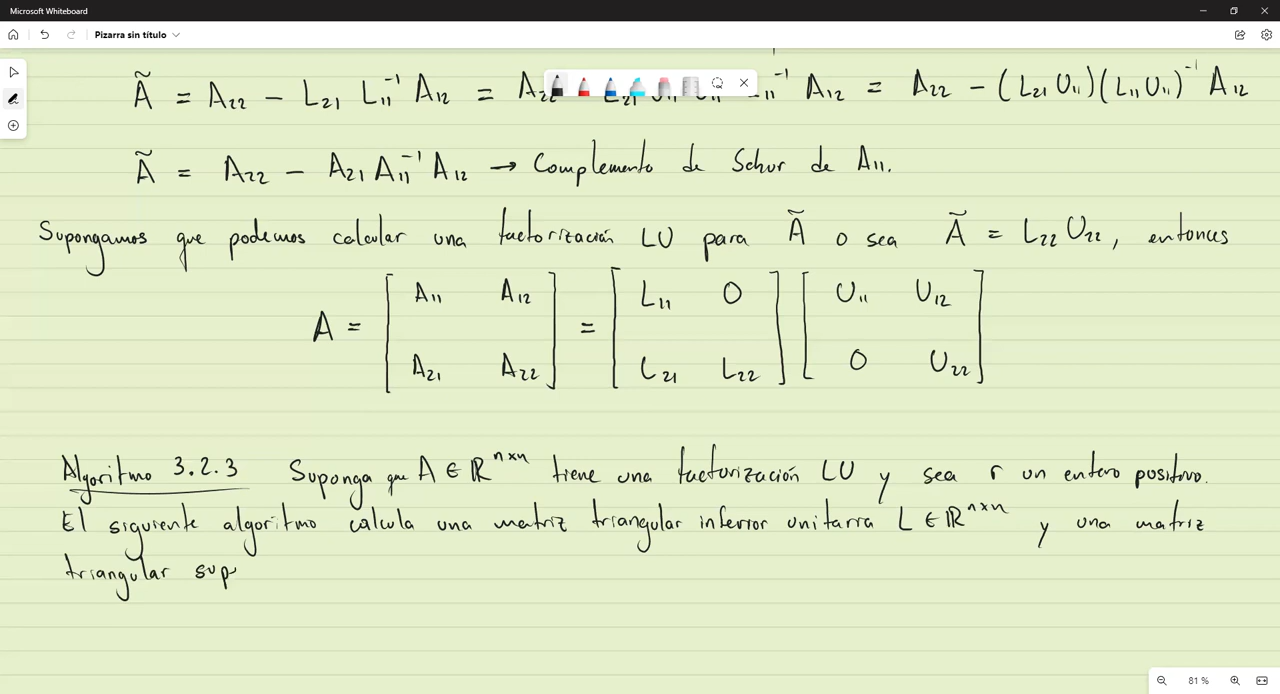 Microsoft Whiteboard
Pizarra sin título
Ã = A₂₂ − L₂₁ L₁₁⁻¹ A₁₂ = A₂₂ L₂₁ ⁻¹ A₁₂ = A₂₂ − (L₂₁ U₁₁)(L₁₁ U₁₁)⁻¹ A₁₂
Ã = A₂₂ − A₂₁ A₁₁⁻¹ A₁₂ → Complemento de Schur de A₁₁.
Supongamos que podemos calcular una factorización LU para Ã o sea Ã = L₂₂ U₂₂, entonces
A₁₁ A₁₂ L₁₁ 0 U₁₁ U₁₂
A = =
A₂₁ A₂₂ L₂₁ L₂₂ 0 U₂₂
Algoritmo 3.2.3 Suponga que A ∈ ℝⁿˣⁿ tiene una factorización LU y sea r un entero positivo.
El siguiente algoritmo calcula una matriz triangular inferior unitaria L ∈ ℝⁿˣⁿ y una matriz
triangular sup
81 %